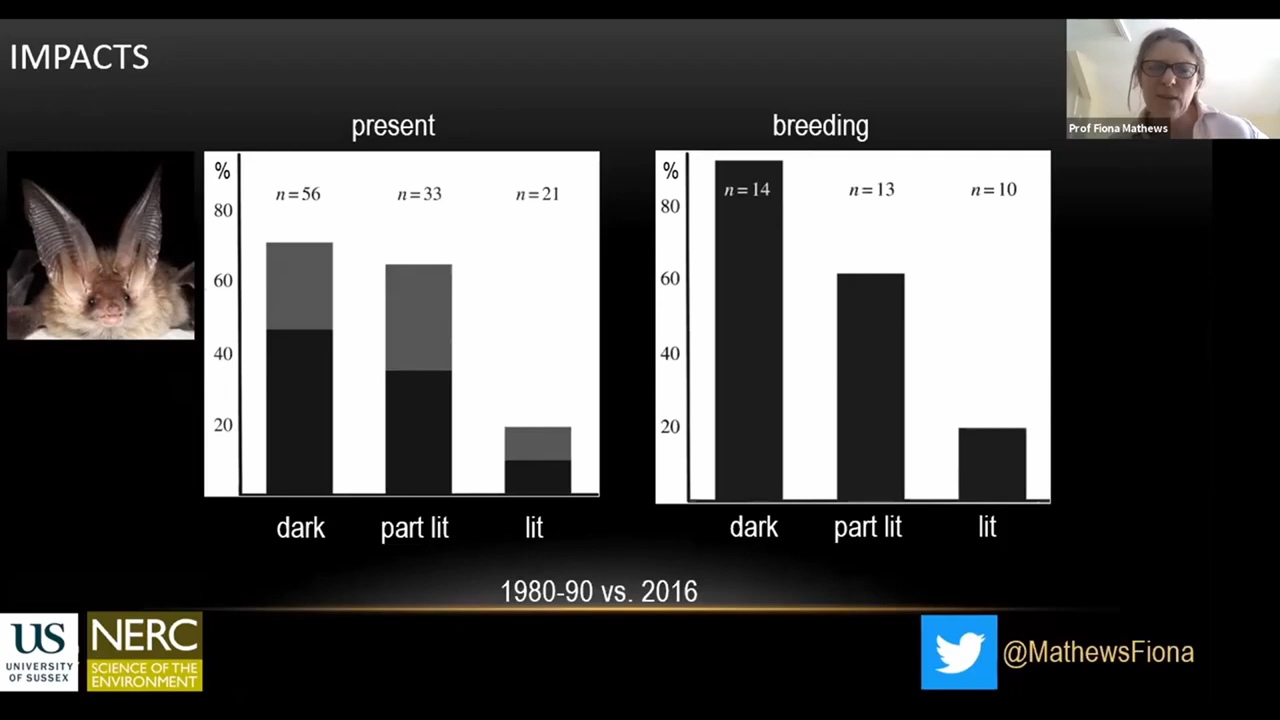 IMPACTS
Prof Fiona Mathews
present
breeding
%
n=56
n=33
n=21
80
60
40
20
%
n=14
n=13
n=10
80
60
40
20
dark
part lit
lit
dark
part lit
lit
1980-90 vs. 2016
US
UNIVERSITY
OF SUSSEX
NERC
SCIENCE OF THE
ENVIRONMENT
@MathewsFiona